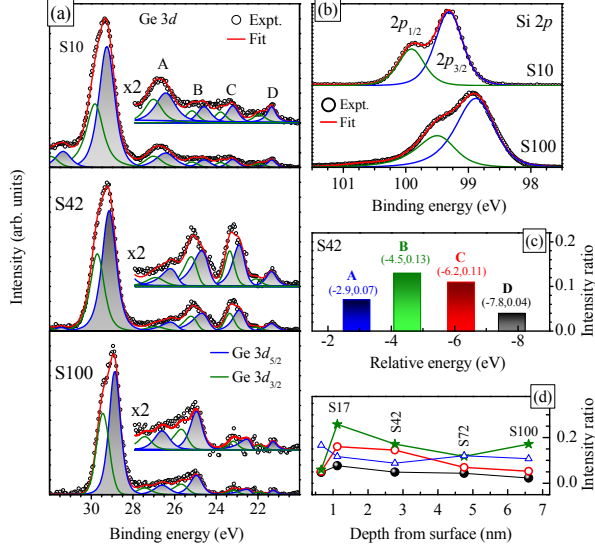 (a)
Ge 3d
Expt.
Fit
S10
A
x2
B
C
D
S42
x2
S100
Ge 3d5/2
Ge 3d3/2
x2
30
28
26
24
22
Binding energy (eV)
Intensity (arb. units)
(b)
Si 2p
2p1/2
2p3/2
S10
Expt.
Fit
S100
101
100
99
98
Binding energy (eV)
S42
(c)
B
(-4.5,0.13)
A
(-2.9,0.07)
C
(-6.2,0.11)
D
(-7.8,0.04)
0.2
0.1
0.0
Intensity ratio
-2
-4
-6
-8
Relative energy (eV)
(d)
S17
S42
S72
S100
0.2
0.0
Intensity ratio
1
2
3
4
5
6
7
Depth from surface (nm)